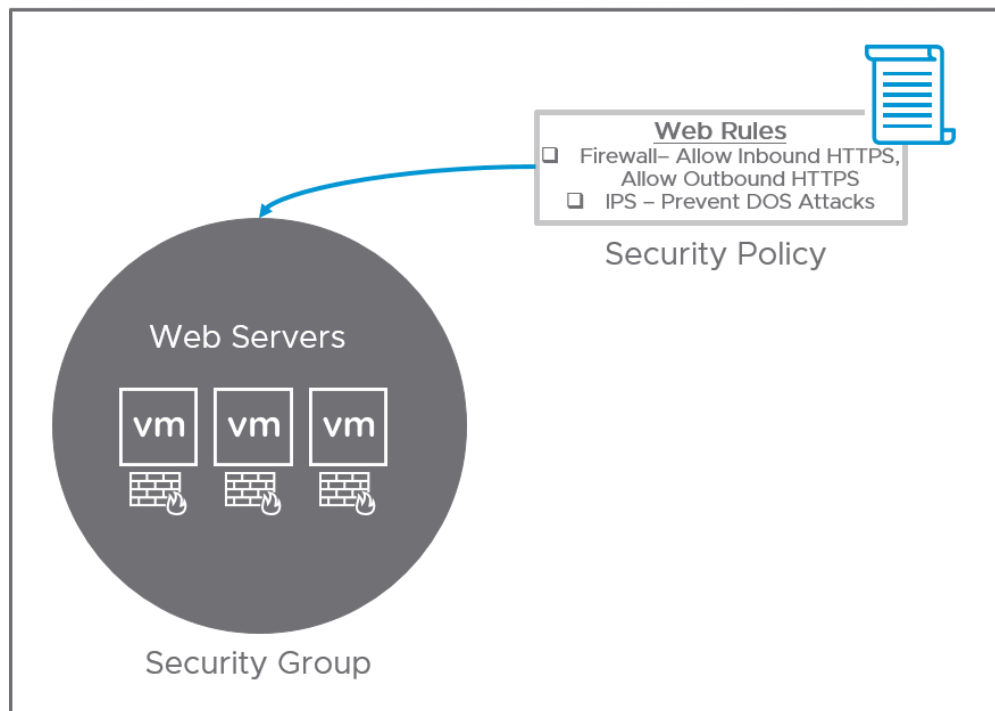 Web Rules
❑ Firewall– Allow Inbound HTTPS,
Allow Outbound HTTPS
❑ IPS – Prevent DOS Attacks
Security Policy
Web Servers
vm vm vm
Security Group